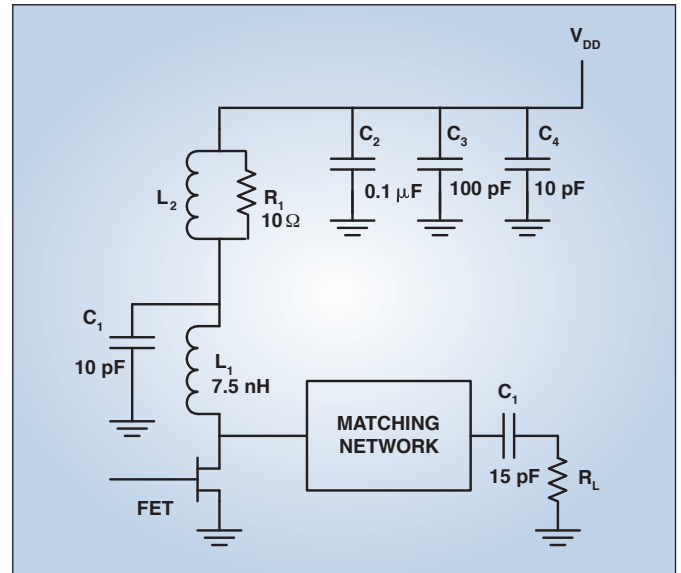 V_DD
C_2
C_3
C_4
0.1 μF
100 pF
10 pF
L_2
R_1
10 Ω
C_1
10 pF
L_1
7.5 nH
MATCHING
NETWORK
C_1
15 pF
R_L
FET